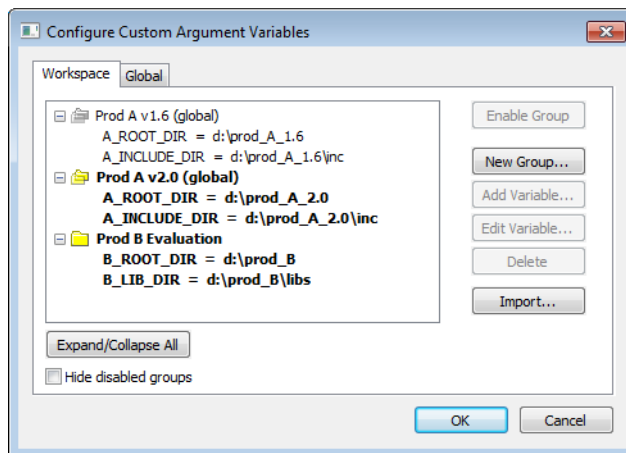 Configure Custom Argument Variables
Workspace
Global
Prod A v1.6 (global)
A_ROOT_DIR = d:\prod_A_1.6
A_INCLUDE_DIR = d:\prod_A_1.6\inc
Prod A v2.0 (global)
A_ROOT_DIR = d:\prod_A_2.0
A_INCLUDE_DIR = d:\prod_A_2.0\inc
Prod B Evaluation
B_ROOT_DIR = d:\prod_B
B_LIB_DIR = d:\prod_B\libs
Enable Group
New Group...
Add Variable...
Edit Variable...
Delete
Import...
Expand/Collapse All
Hide disabled groups
OK
Cancel